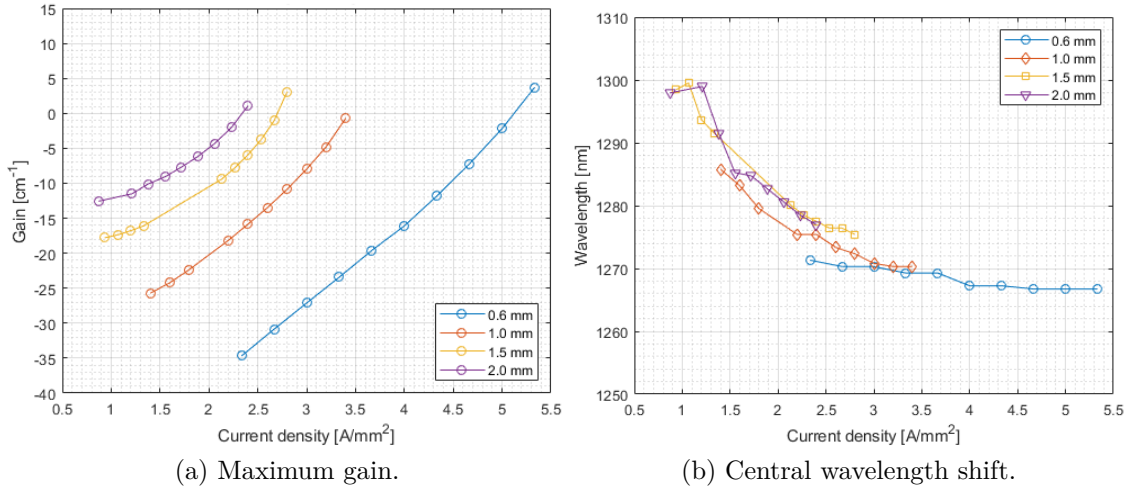 15
10
5
0
-5
-10
-15
-20
-25
-30
-35
-40
Gain [cm⁻¹]
0.5 1 1.5 2 2.5 3 3.5 4 4.5 5 5.5
Current density [A/mm²]
0.6 mm
1.0 mm
1.5 mm
2.0 mm
(a) Maximum gain.
1310
1300
1290
1280
1270
1260
1250
Wavelength [nm]
0.5 1 1.5 2 2.5 3 3.5 4 4.5 5 5.5
Current density [A/mm²]
0.6 mm
1.0 mm
1.5 mm
2.0 mm
(b) Central wavelength shift.